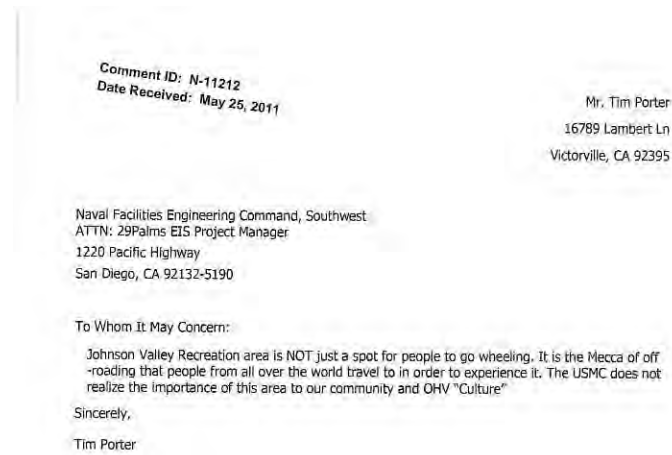 Comment ID: N-11212
Date Received: May 25, 2011
Mr. Tim Porter
16789 Lambert Ln
Victorville, CA 92395
Naval Facilities Engineering Command, Southwest
ATTN: 29Palms EIS Project Manager
1220 Pacific Highway
San Diego, CA 92132-5190
To Whom It May Concern:
Johnson Valley Recreation area is NOT just a spot for people to go wheeling. It is the Mecca of off
-roading that people from all over the world travel to in order to experience it. The USMC does not
realize the importance of this area to our community and OHV "Culture"
Sincerely,
Tim Porter